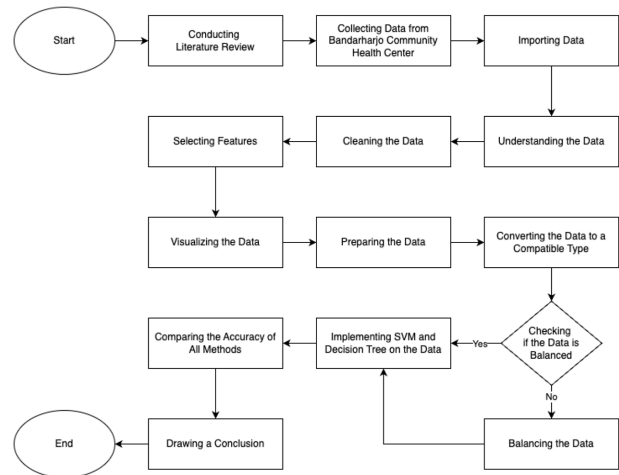 Start
Conducting
Literature Review
Collecting Data from
Bandarharjo Community
Health Center
Importing Data
Selecting Features
Cleaning the Data
Understanding the Data
Visualizing the Data
Preparing the Data
Converting the Data to a
Compatible Type
Comparing the Accuracy of
All Methods
Implementing SVM and
Decision Tree on the Data
Yes
Checking
if the Data is
Balanced
No
End
Drawing a Conclusion
Balancing the Data